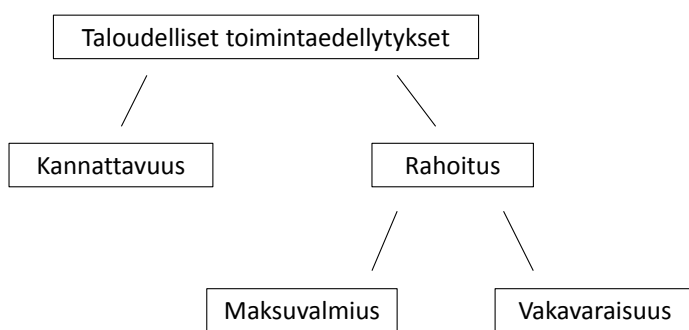 Taloudelliset toimintaedellytykset
Kannattavuus
Rahoitus
Maksuvalmius
Vakavaraisuus